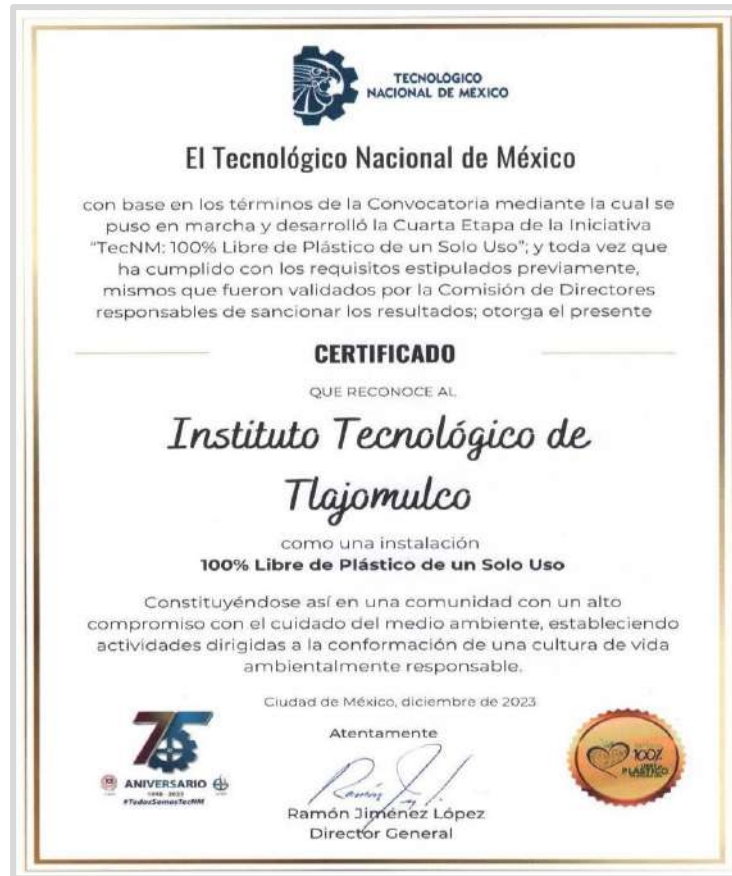 TECNOLÓGICO
NACIONAL DE MÉXICO
El Tecnológico Nacional de México
con base en los términos de la Convocatoria mediante la cual se
puso en marcha y desarrolló la Cuarta Etapa de la Iniciativa
"TecNM: 100% Libre de Plástico de un Solo Uso"; y toda vez que
ha cumplido con los requisitos estipulados previamente,
mismos que fueron validados por la Comisión de Directores
responsables de sancionar los resultados; otorga el presente
CERTIFICADO
QUE RECONOCE AL
Instituto Tecnológico de
Tlajomulco
como una instalación
100% Libre de Plástico de un Solo Uso
Constituyéndose así en una comunidad con un alto
compromiso con el cuidado del medio ambiente, estableciendo
actividades dirigidas a la conformación de una cultura de vida
ambientalmente responsable.
Ciudad de México, diciembre de 2023
Atentamente
75
ANIVERSARIO
1948 - 2023
#TodosSomosTecNM
100%
LIBRE DE
PLÁSTICO
Ramón Jiménez López
Director General